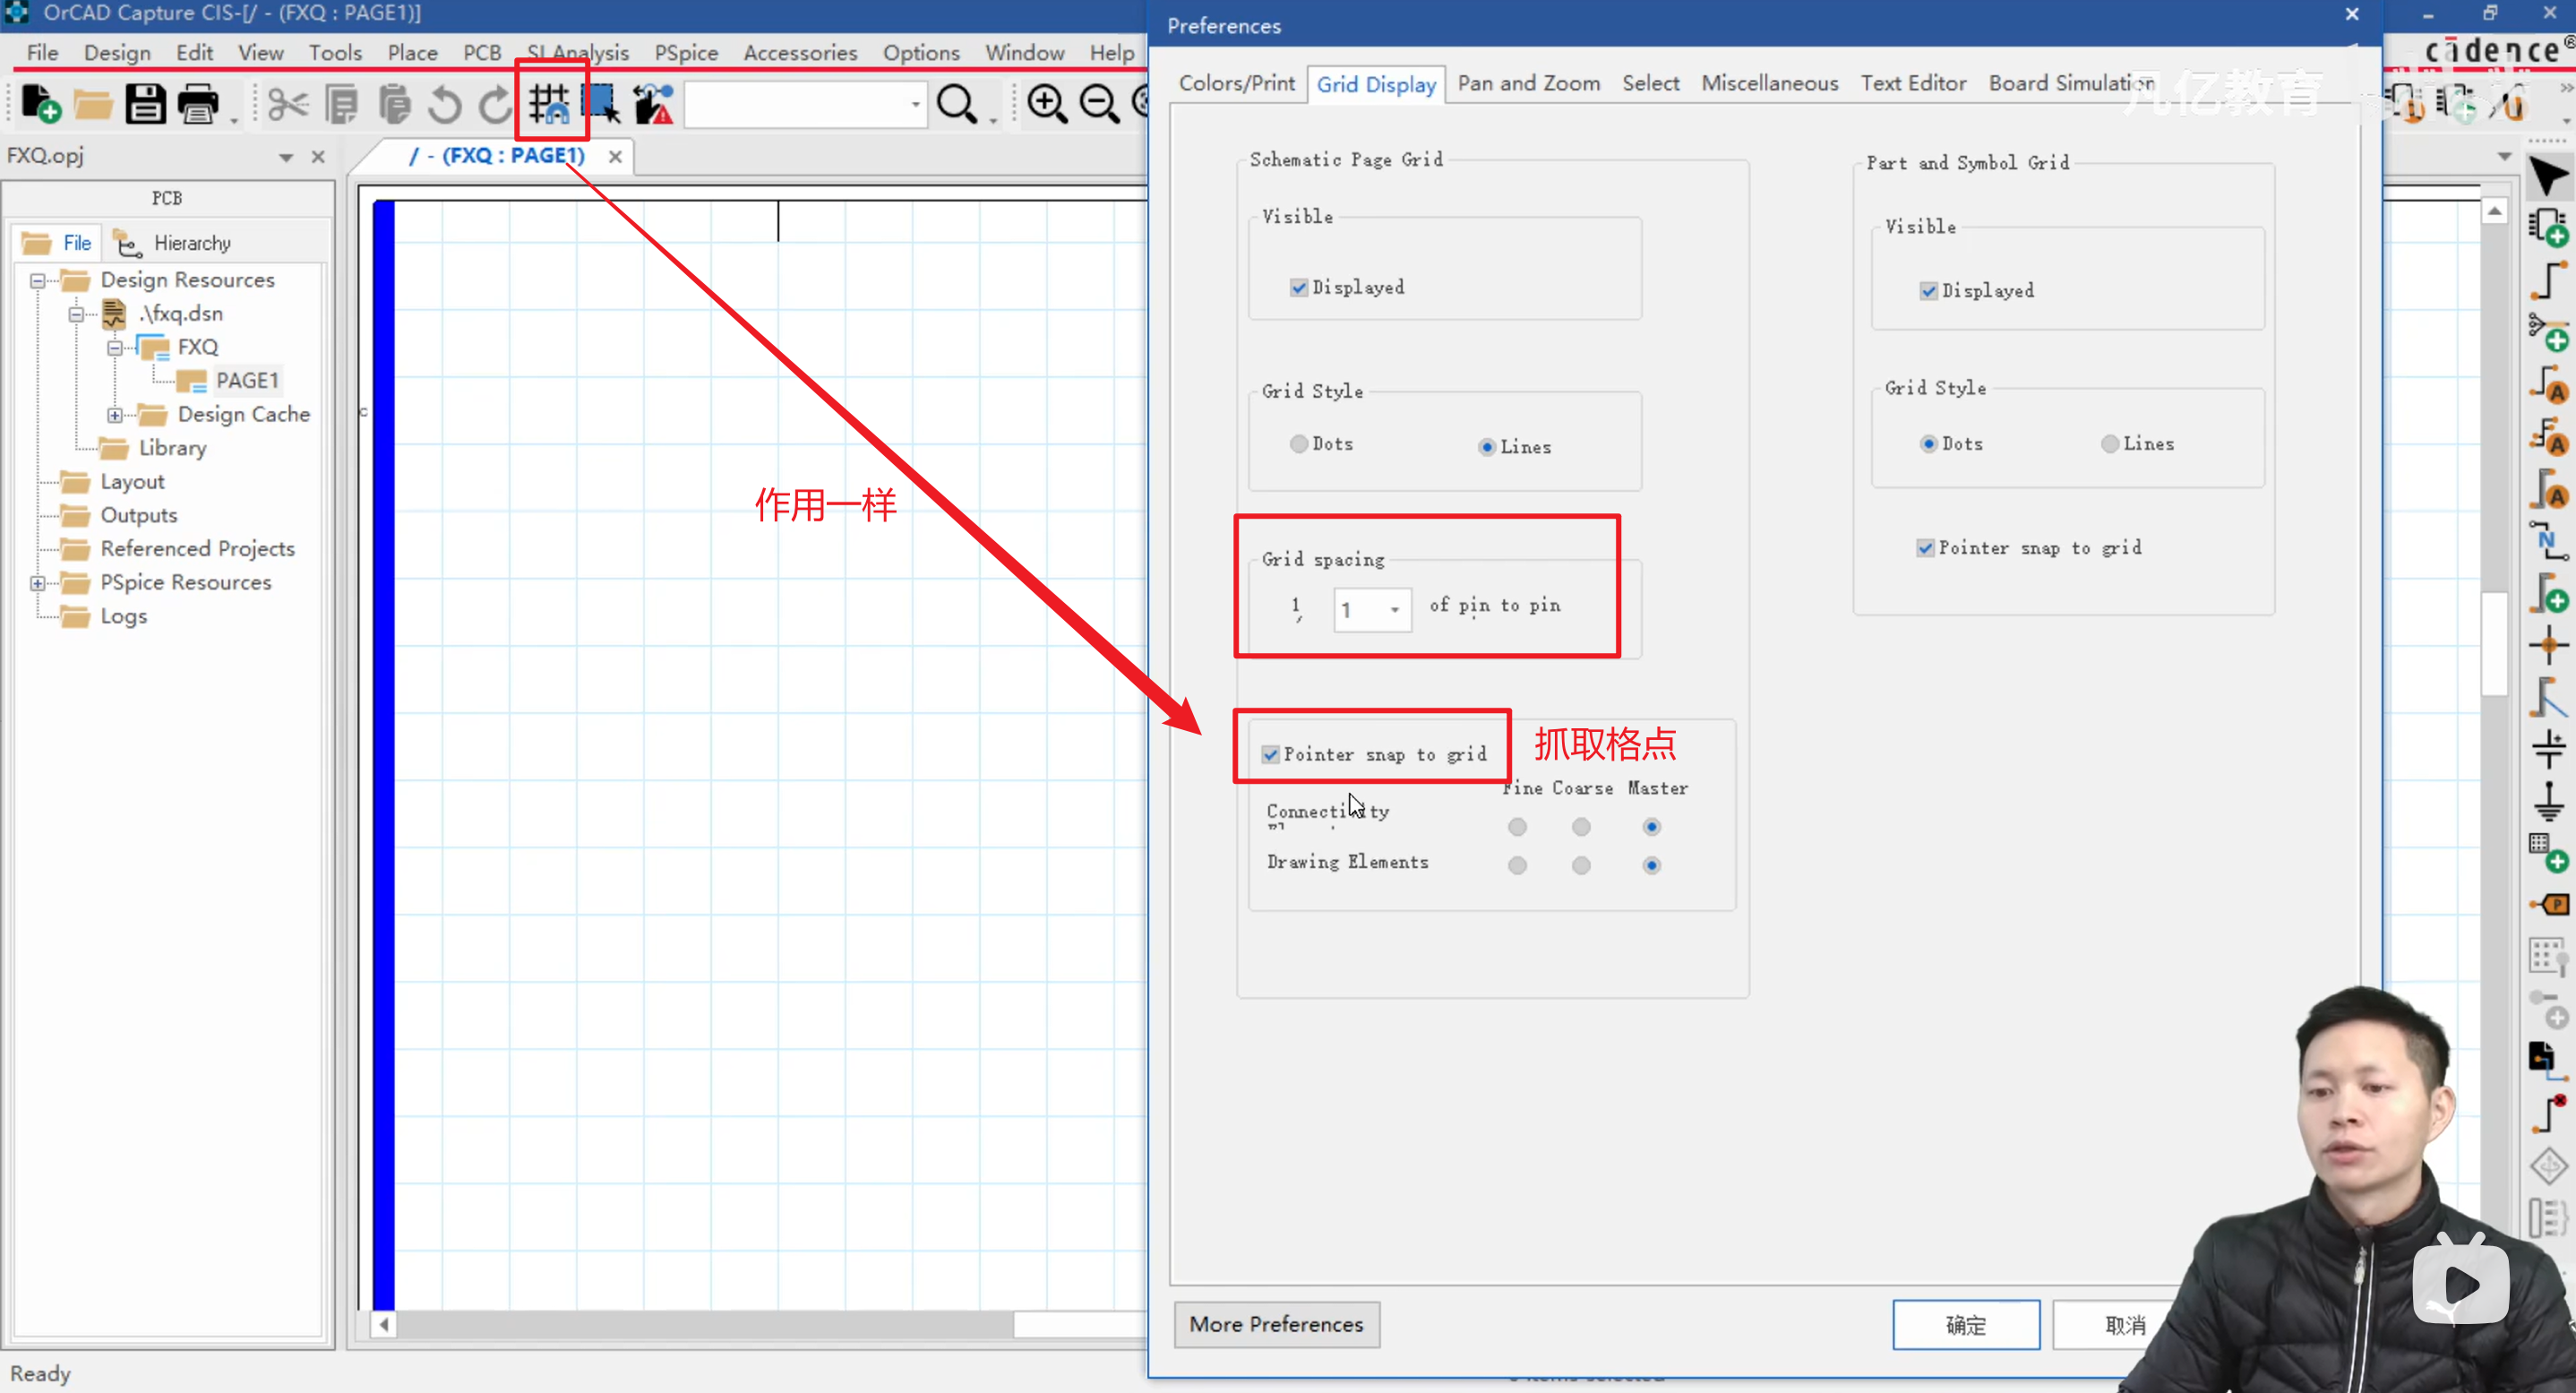 OrCAD Capture CIS-[/ - (FXQ : PAGE1)]
File Design Edit View Tools Place PCB SI Analysis PSpice Accessories Options Window Help
cadence®
FXQ.opj
/ - (FXQ : PAGE1)
PCB
File Hierarchy
Design Resources
.\fxq.dsn
FXQ
PAGE1
Design Cache
Library
Layout
Outputs
Referenced Projects
PSpice Resources
Logs
C
作用一样
Preferences
Colors/Print Grid Display Pan and Zoom Select Miscellaneous Text Editor Board Simulation
凡亿教育
Schematic Page Grid
Visible
Displayed
Grid Style
Dots Lines
Grid spacing
1 1 of pin to pin
Pointer snap to grid
抓取格点
Fine Coarse Master
Connectivity
Drawing Elements
Part and Symbol Grid
Visible
Displayed
Grid Style
Dots Lines
Pointer snap to grid
More Preferences
确定 取消
Ready